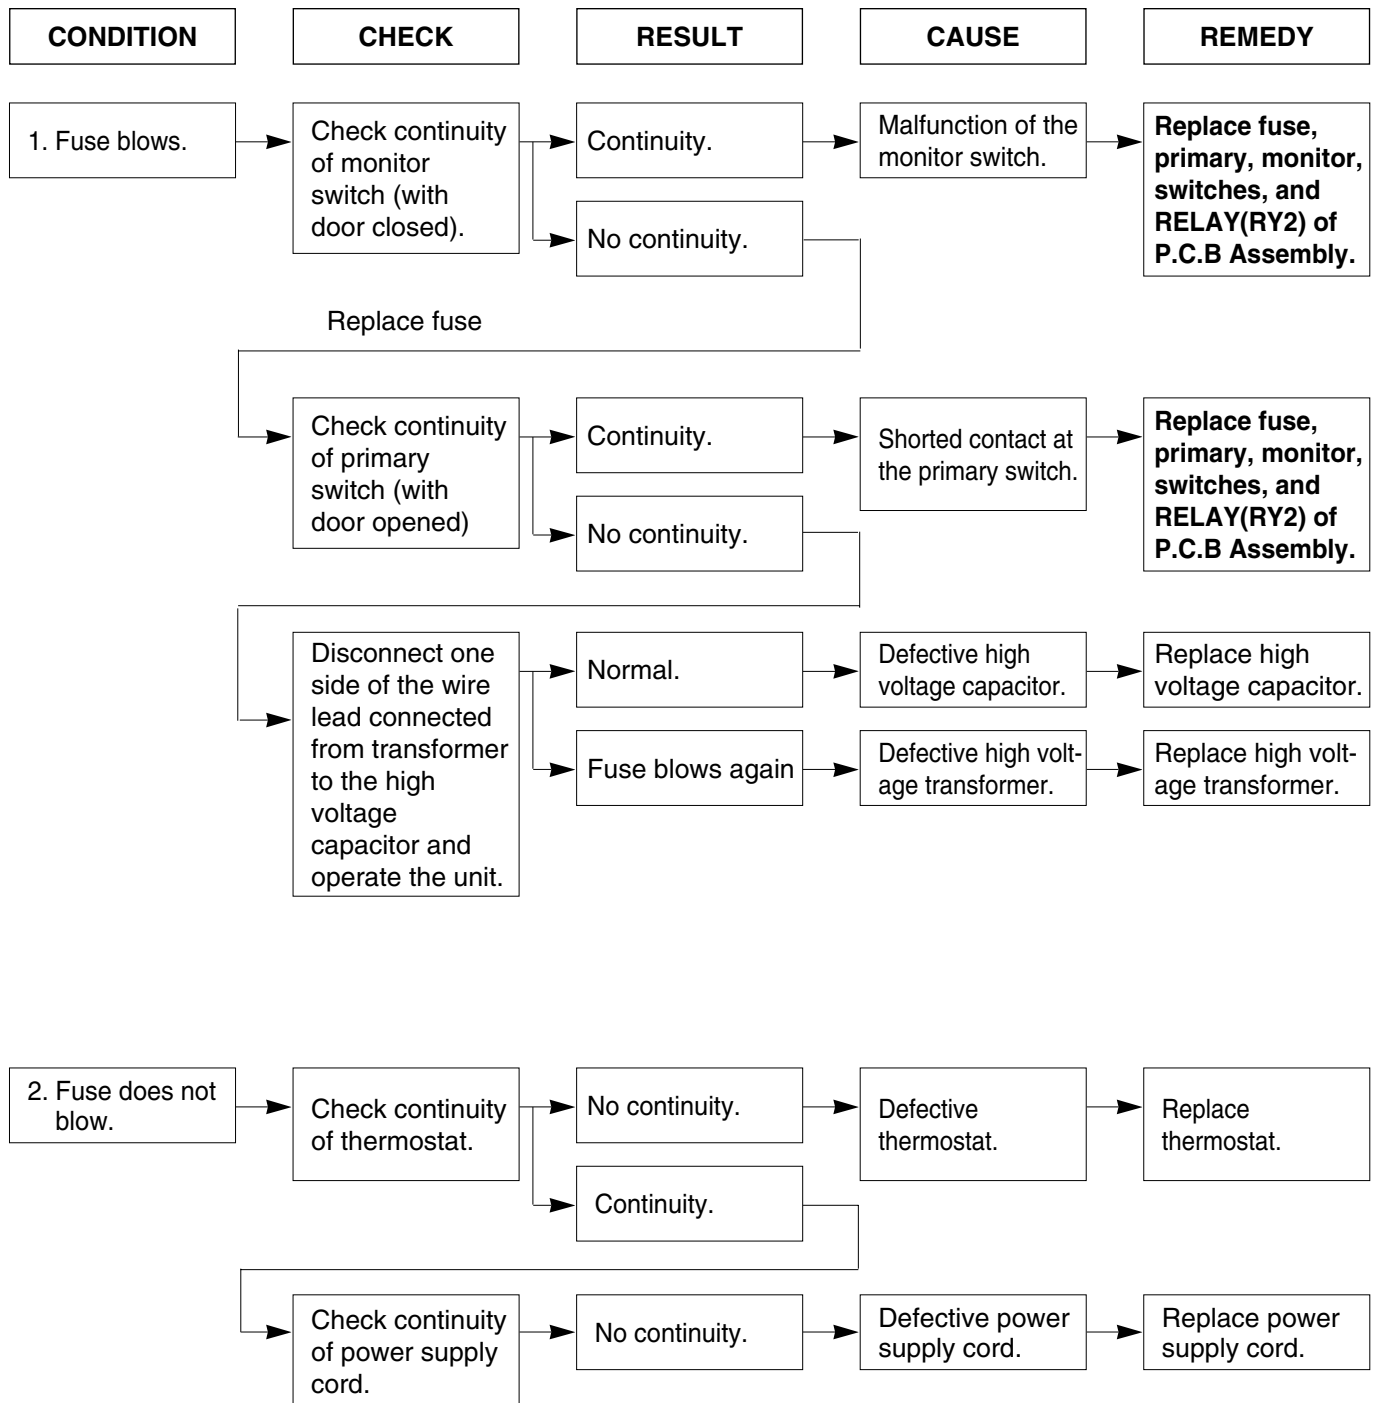 CONDITION
CHECK
RESULT
CAUSE
REMEDY
1. Fuse blows.
Check continuity
of monitor
switch (with
door closed).
Continuity.
Malfunction of the
monitor switch.
Replace fuse,
primary, monitor,
switches, and
RELAY(RY2) of
P.C.B Assembly.
No continuity.
Replace fuse
Check continuity
of primary
switch (with
door opened)
Continuity.
Shorted contact at
the primary switch.
Replace fuse,
primary, monitor,
switches, and
RELAY(RY2) of
P.C.B Assembly.
No continuity.
Disconnect one
side of the wire
lead connected
from transformer
to the high
voltage
capacitor and
operate the unit.
Normal.
Defective high
voltage capacitor.
Replace high
voltage capacitor.
Fuse blows again
Defective high volt-
age transformer.
Replace high volt-
age transformer.
2. Fuse does not
blow.
Check continuity
of thermostat.
No continuity.
Defective
thermostat.
Replace
thermostat.
Continuity.
Check continuity
of power supply
cord.
No continuity.
Defective power
supply cord.
Replace power
supply cord.